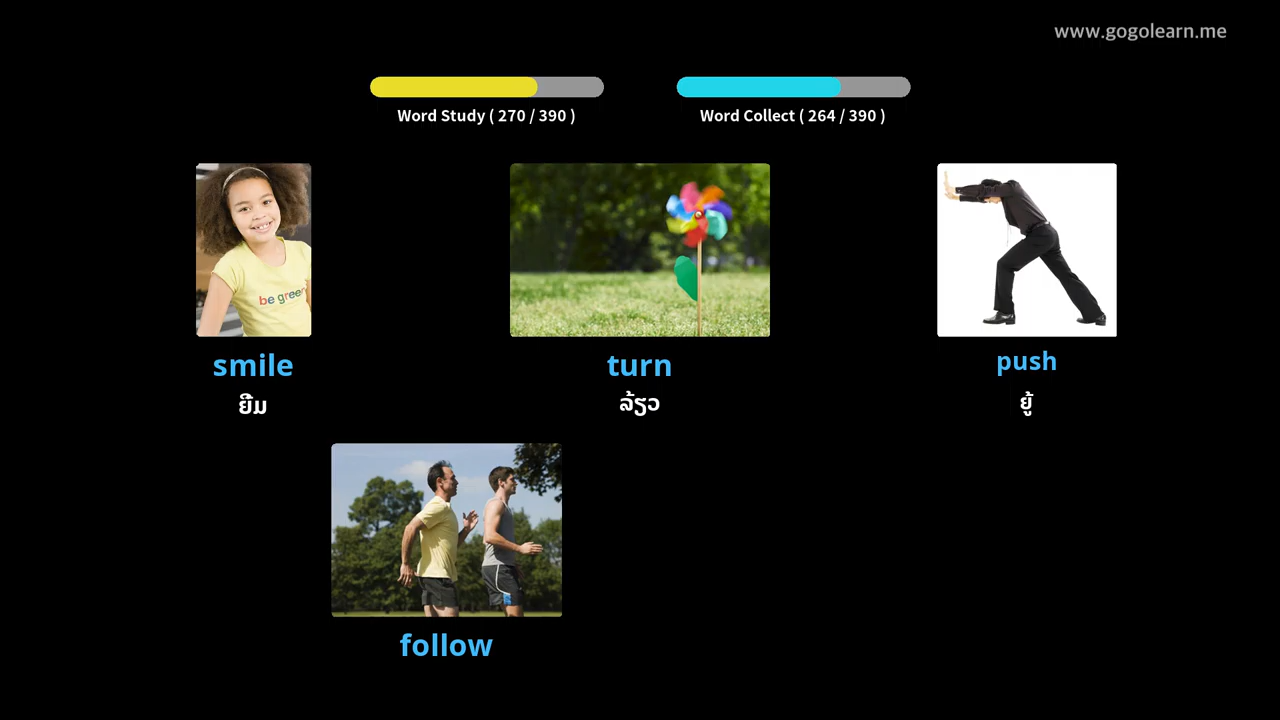 www.gogolearn.me
Word Study ( 270 / 390 )
Word Collect ( 264 / 390 )
be green
smile
turn
push
ຍິ້ມ
ລ້ຽວ
ຍູ້
follow